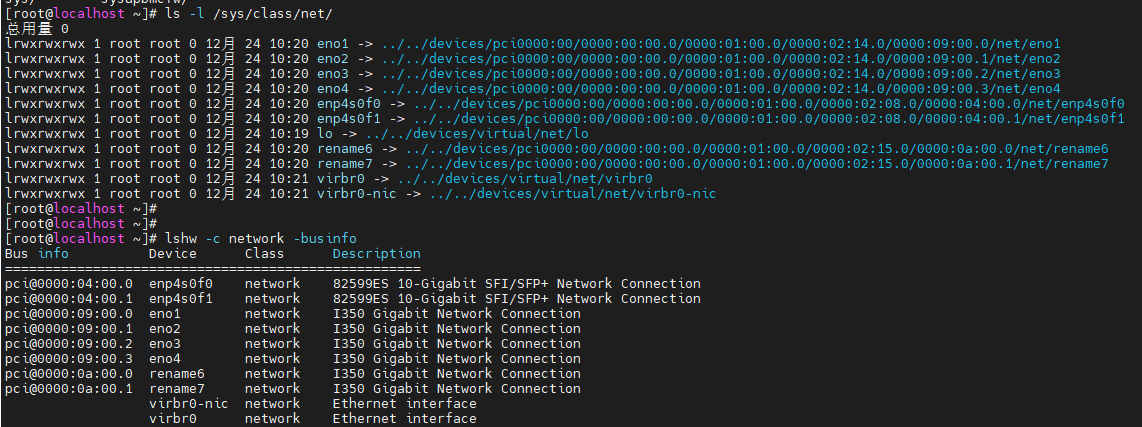 [root@localhost ~]# ls -l /sys/class/net/
总用量 0
lrwxrwxrwx 1 root root 0 12月 24 10:20 eno1 -> ../../devices/pci0000:00/0000:00:00.0/0000:01:00.0/0000:02:14.0/0000:09:00.0/net/eno1
lrwxrwxrwx 1 root root 0 12月 24 10:20 eno2 -> ../../devices/pci0000:00/0000:00:00.0/0000:01:00.0/0000:02:14.0/0000:09:00.1/net/eno2
lrwxrwxrwx 1 root root 0 12月 24 10:20 eno3 -> ../../devices/pci0000:00/0000:00:00.0/0000:01:00.0/0000:02:14.0/0000:09:00.2/net/eno3
lrwxrwxrwx 1 root root 0 12月 24 10:20 eno4 -> ../../devices/pci0000:00/0000:00:00.0/0000:01:00.0/0000:02:14.0/0000:09:00.3/net/eno4
lrwxrwxrwx 1 root root 0 12月 24 10:20 enp4s0f0 -> ../../devices/pci0000:00/0000:00:00.0/0000:01:00.0/0000:02:08.0/0000:04:00.0/net/enp4s0f0
lrwxrwxrwx 1 root root 0 12月 24 10:20 enp4s0f1 -> ../../devices/pci0000:00/0000:00:00.0/0000:01:00.0/0000:02:08.0/0000:04:00.1/net/enp4s0f1
lrwxrwxrwx 1 root root 0 12月 24 10:19 lo -> ../../devices/virtual/net/lo
lrwxrwxrwx 1 root root 0 12月 24 10:20 rename6 -> ../../devices/pci0000:00/0000:00:00.0/0000:01:00.0/0000:02:15.0/0000:0a:00.0/net/rename6
lrwxrwxrwx 1 root root 0 12月 24 10:20 rename7 -> ../../devices/pci0000:00/0000:00:00.0/0000:01:00.0/0000:02:15.0/0000:0a:00.1/net/rename7
lrwxrwxrwx 1 root root 0 12月 24 10:21 virbr0 -> ../../devices/virtual/net/virbr0
lrwxrwxrwx 1 root root 0 12月 24 10:21 virbr0-nic -> ../../devices/virtual/net/virbr0-nic
[root@localhost ~]#
[root@localhost ~]#
[root@localhost ~]# lshw -c network -businfo
Bus info Device Class Description
====================================================
pci@0000:04:00.0 enp4s0f0 network 82599ES 10-Gigabit SFI/SFP+ Network Connection
pci@0000:04:00.1 enp4s0f1 network 82599ES 10-Gigabit SFI/SFP+ Network Connection
pci@0000:09:00.0 eno1 network I350 Gigabit Network Connection
pci@0000:09:00.1 eno2 network I350 Gigabit Network Connection
pci@0000:09:00.2 eno3 network I350 Gigabit Network Connection
pci@0000:09:00.3 eno4 network I350 Gigabit Network Connection
pci@0000:0a:00.0 rename6 network I350 Gigabit Network Connection
pci@0000:0a:00.1 rename7 network I350 Gigabit Network Connection
virbr0-nic network Ethernet interface
virbr0 network Ethernet interface